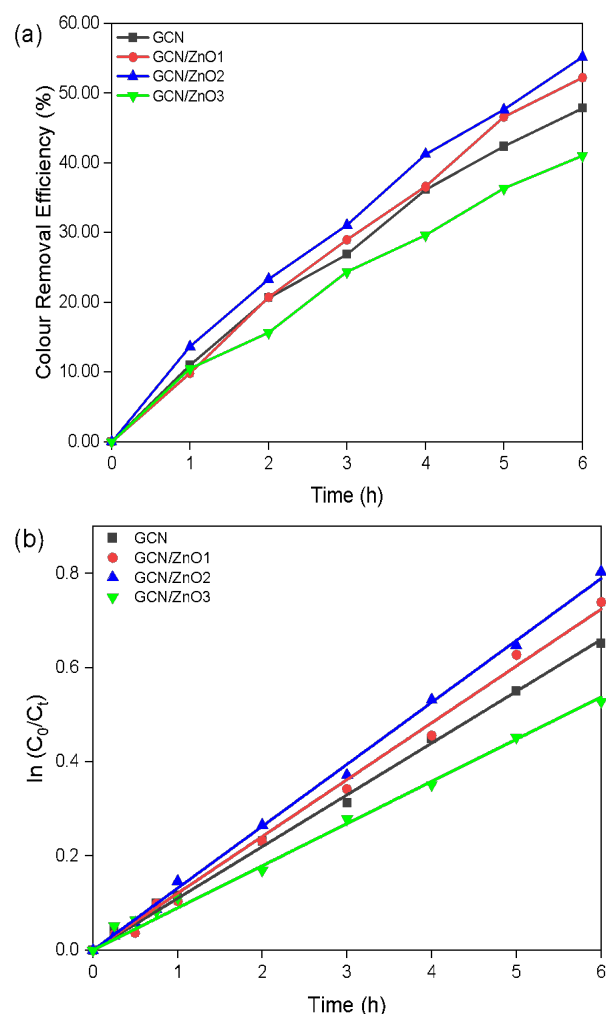 (a)
60.00
50.00
40.00
30.00
20.00
10.00
0.00
Colour Removal Efficiency (%)
GCN
GCN/ZnO1
GCN/ZnO2
GCN/ZnO3
0 1 2 3 4 5 6
Time (h)
(b)
0.8
0.6
0.4
0.2
0.0
ln (C₀/Cₜ)
GCN
GCN/ZnO1
GCN/ZnO2
GCN/ZnO3
0 1 2 3 4 5 6
Time (h)